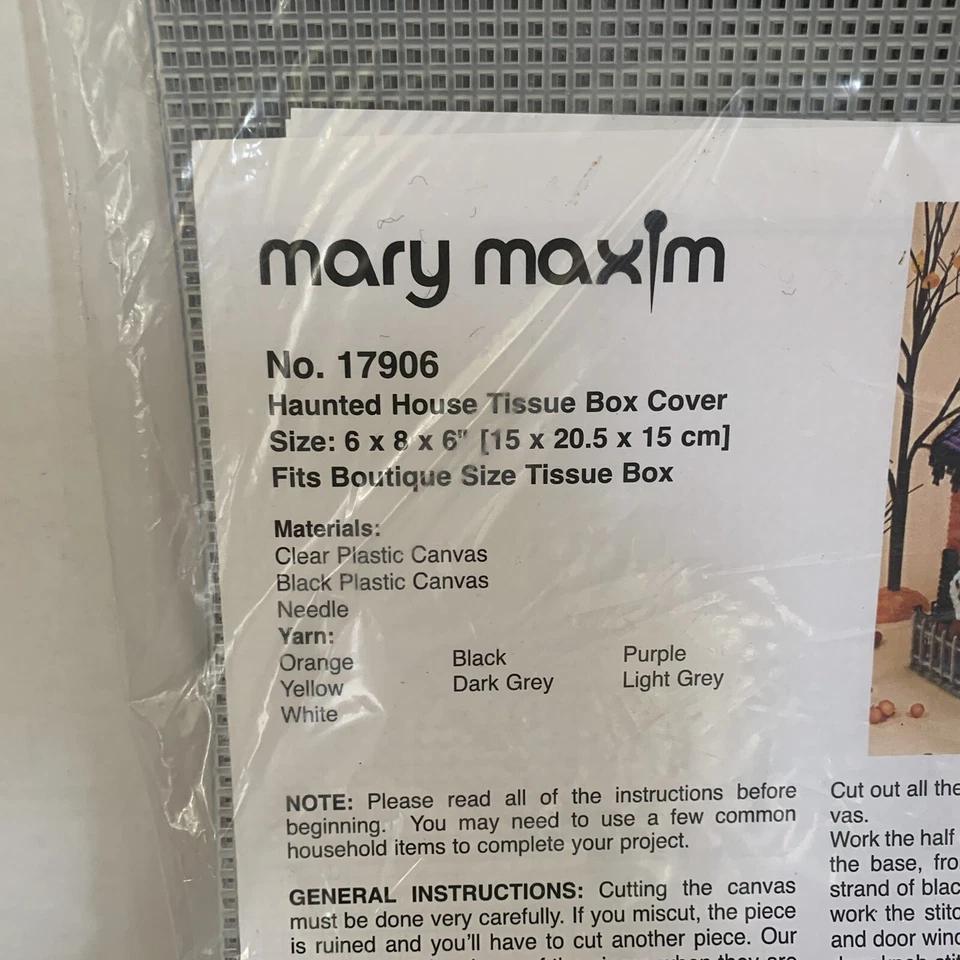 mary maxim
No. 17906
Haunted House Tissue Box Cover
Size: 6 x 8 x 6" [15 x 20.5 x 15 cm]
Fits Boutique Size Tissue Box
Materials:
Clear Plastic Canvas
Black Plastic Canvas
Needle
Yarn:
Orange Black Purple
Yellow Dark Grey Light Grey
White
NOTE: Please read all of the instructions before
beginning. You may need to use a few common
household items to complete your project.
GENERAL INSTRUCTIONS: Cutting the canvas
must be done very carefully. If you miscut, the piece
is ruined and you'll have to cut another piece. Our
Cut out all the
vas.
Work the half
the base, fro
strand of blac
work the stitc
and door wind